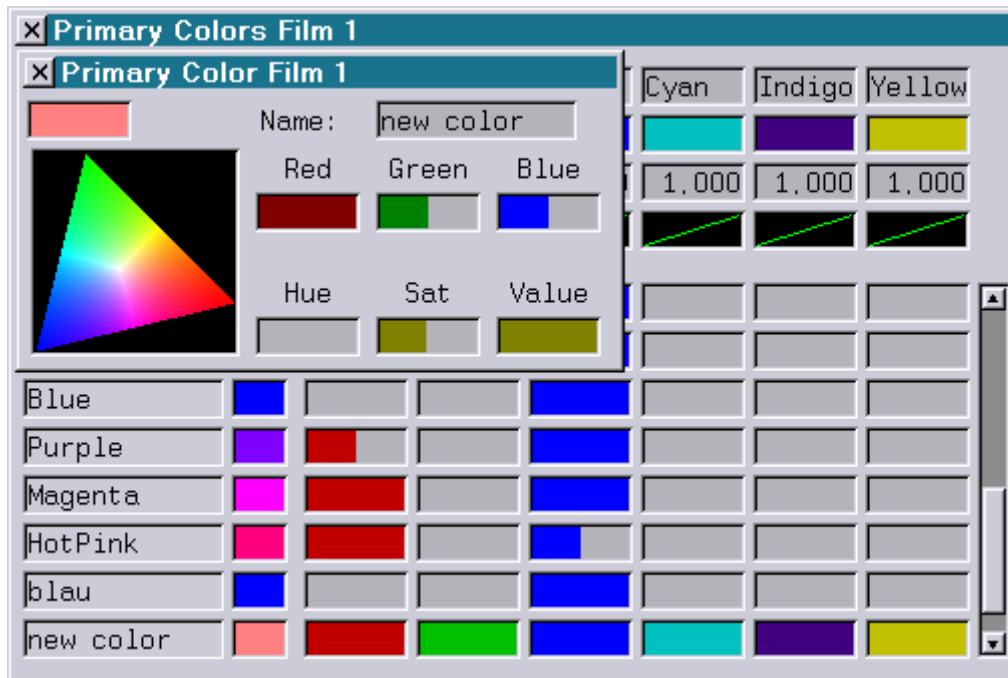 Primary Colors Film 1
Primary Color Film 1
Name: new color
Red Green Blue
Hue Sat Value
Cyan Indigo Yellow
1,000 1,000 1,000
Blue
Purple
Magenta
HotPink
blau
new color